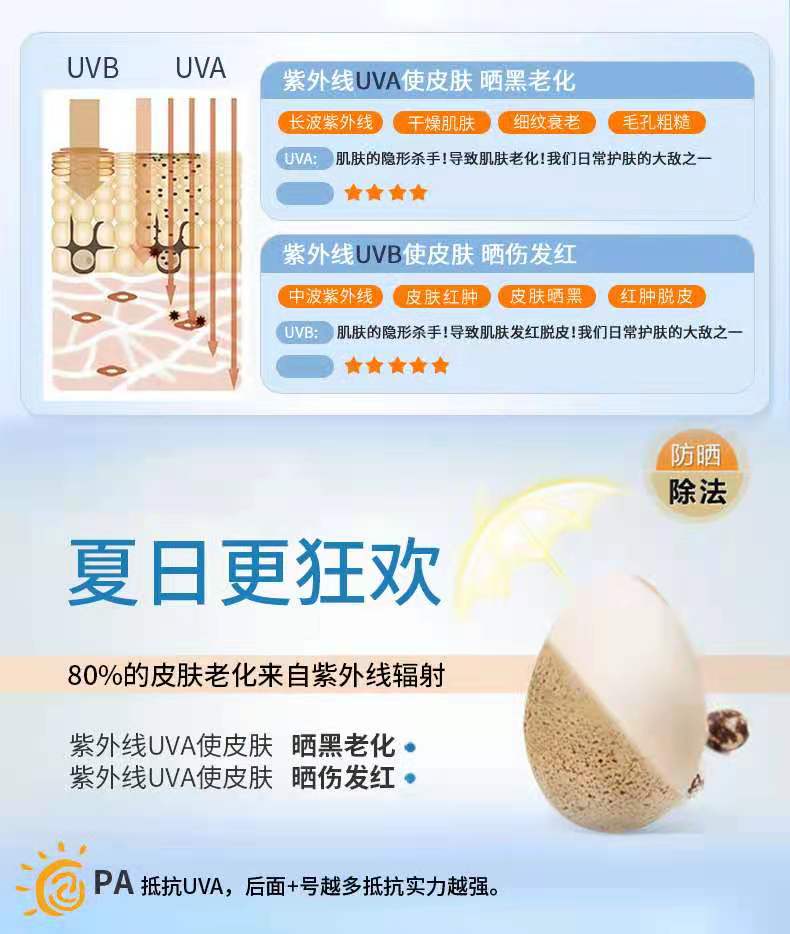 UVB UVA
紫外线UVA使皮肤 晒黑老化
长波紫外线 干燥肌肤 细纹衰老 毛孔粗糙
UVA: 肌肤的隐形杀手！导致肌肤老化！我们日常护肤的大敌之一
紫外线UVB使皮肤 晒伤发红
中波紫外线 皮肤红肿 皮肤晒黑 红肿脱皮
UVB: 肌肤的隐形杀手！导致肌肤发红脱皮！我们日常护肤的大敌之一
防晒
除法
夏日更狂欢
80%的皮肤老化来自紫外线辐射
紫外线UVA使皮肤 晒黑老化
紫外线UVA使皮肤 晒伤发红
PA 抵抗UVA，后面+号越多抵抗实力越强。